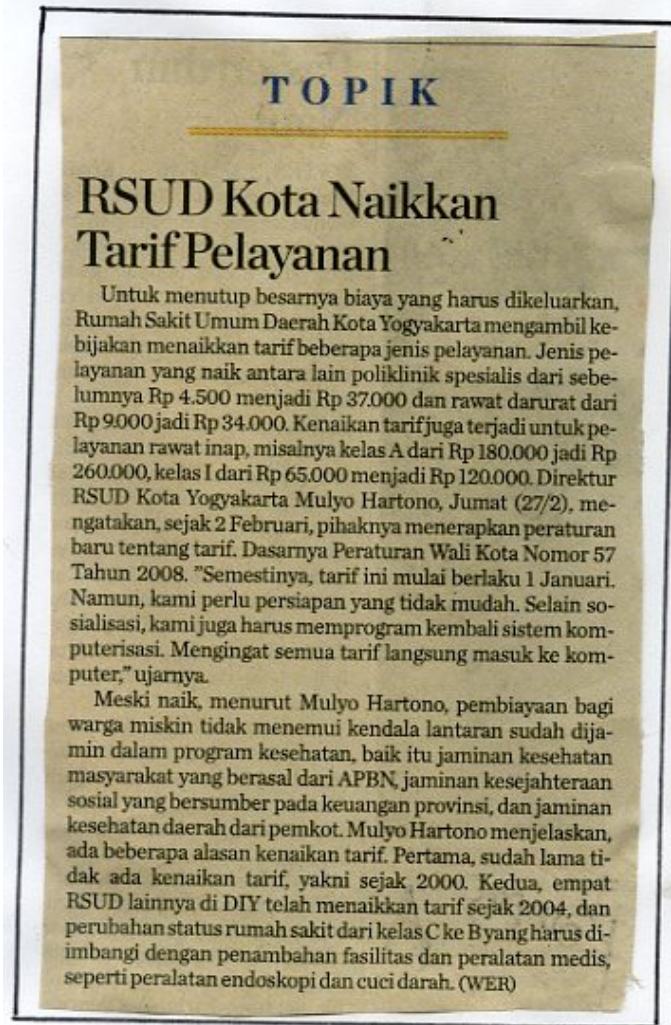 TOPIK
RSUD Kota Naikkan
Tarif Pelayanan
Untuk menutup besarnya biaya yang harus dikeluarkan,
Rumah Sakit Umum Daerah Kota Yogyakarta mengambil ke-
bijakan menaikkan tarif beberapa jenis pelayanan. Jenis pe-
layanan yang naik antara lain poliklinik spesialis dari sebe-
lumnya Rp 4.500 menjadi Rp 37.000 dan rawat darurat dari
Rp 9.000 jadi Rp 34.000. Kenaikan tarif juga terjadi untuk pe-
layanan rawat inap, misalnya kelas A dari Rp 180.000 jadi Rp
260.000, kelas I dari Rp 65.000 menjadi Rp 120.000. Direktur
RSUD Kota Yogyakarta Mulyo Hartono, Jumat (27/2), me-
ngatakan, sejak 2 Februari, pihaknya menerapkan peraturan
baru tentang tarif. Dasarnya Peraturan Wali Kota Nomor 57
Tahun 2008. ”Semestinya, tarif ini mulai berlaku 1 Januari.
Namun, kami perlu persiapan yang tidak mudah. Selain so-
sialisasi, kami juga harus memprogram kembali sistem kom-
puterisasi. Mengingat semua tarif langsung masuk ke kom-
puter,” ujarnya.
Meski naik, menurut Mulyo Hartono, pembiayaan bagi
warga miskin tidak menemui kendala lantaran sudah dija-
min dalam program kesehatan, baik itu jaminan kesehatan
masyarakat yang berasal dari APBN, jaminan kesejahteraan
sosial yang bersumber pada keuangan provinsi, dan jaminan
kesehatan daerah dari pemkot. Mulyo Hartono menjelaskan,
ada beberapa alasan kenaikan tarif. Pertama, sudah lama ti-
dak ada kenaikan tarif, yakni sejak 2000. Kedua, empat
RSUD lainnya di DIY telah menaikkan tarif sejak 2004, dan
perubahan status rumah sakit dari kelas C ke B yang harus di-
imbangi dengan penambahan fasilitas dan peralatan medis,
seperti peralatan endoskopi dan cuci darah. (WER)